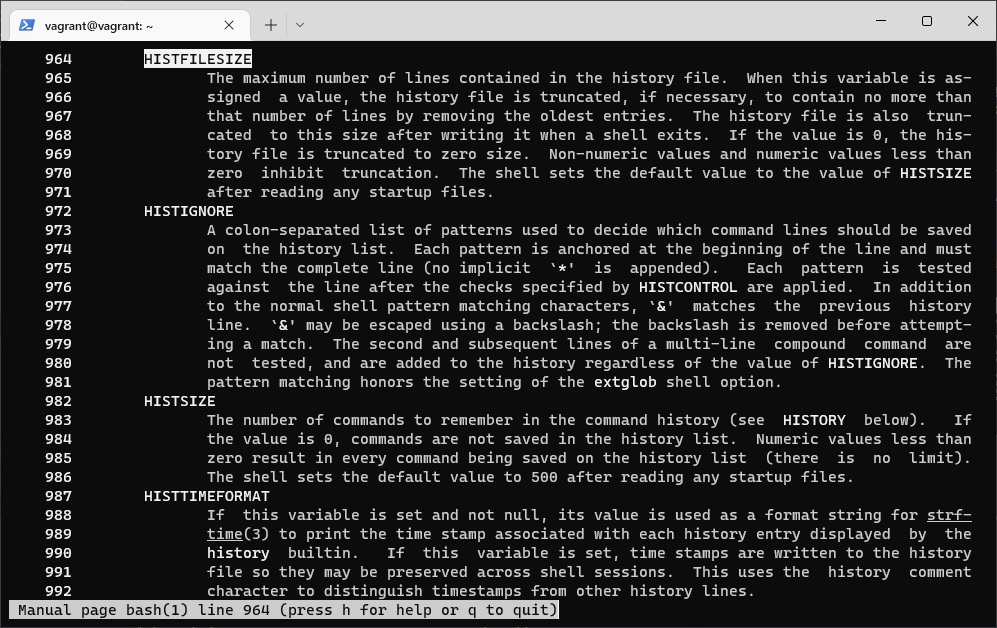 vagrant@vagrant: ~
964 HISTFILESIZE
965 The maximum number of lines contained in the history file.  When this variable is as-
966 signed  a value, the history file is truncated, if necessary, to contain no more than
967 that number of lines by removing the oldest entries.  The history file is also  trun-
968 cated  to this size after writing it when a shell exits.  If the value is 0, the his-
969 tory file is truncated to zero size.  Non-numeric values and numeric values less than
970 zero  inhibit  truncation.  The shell sets the default value to the value of HISTSIZE
971 after reading any startup files.
972 HISTIGNORE
973 A colon-separated list of patterns used to decide which command lines should be saved
974 on  the history list.  Each pattern is anchored at the beginning of the line and must
975 match the complete line (no implicit  `*'  is  appended).   Each  pattern  is  tested
976 against  the line after the checks specified by HISTCONTROL are applied.  In addition
977 to the normal shell pattern matching characters, `&'  matches  the  previous  history
978 line.  `&' may be escaped using a backslash; the backslash is removed before attempt-
979 ing a match.  The second and subsequent lines of a multi-line  compound  command  are
980 not  tested, and are added to the history regardless of the value of HISTIGNORE.  The
981 pattern matching honors the setting of the extglob shell option.
982 HISTSIZE
983 The number of commands to remember in the command history (see  HISTORY  below).   If
984 the value is 0, commands are not saved in the history list.  Numeric values less than
985 zero result in every command being saved on the history list  (there  is  no  limit).
986 The shell sets the default value to 500 after reading any startup files.
987 HISTTIMEFORMAT
988 If  this variable is set and not null, its value is used as a format string for strf-
989 time(3) to print the time stamp associated with each history entry displayed  by  the
990 history  builtin.   If  this  variable is set, time stamps are written to the history
991 file so they may be preserved across shell sessions.  This uses the  history  comment
992 character to distinguish timestamps from other history lines.
Manual page bash(1) line 964 (press h for help or q to quit)